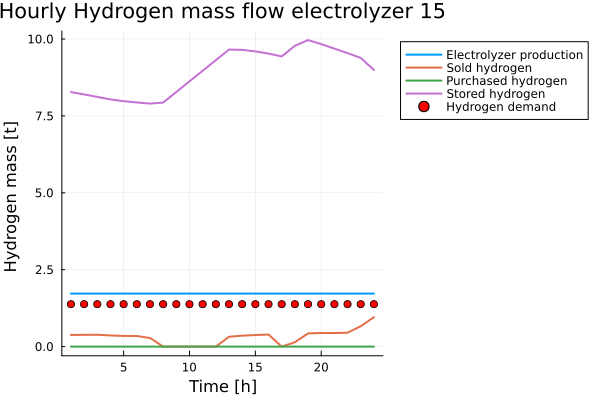 Hourly Hydrogen mass flow electrolyzer 15
Electrolyzer production
Sold hydrogen
Purchased hydrogen
Stored hydrogen
Hydrogen demand
Hydrogen mass [t]
10.0
7.5
5.0
2.5
0.0
5 10 15 20
Time [h]